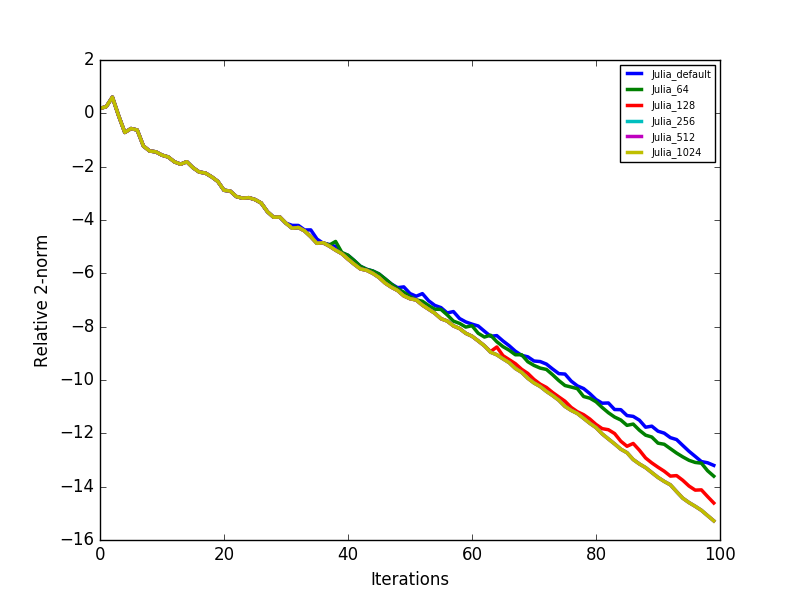 2
0
−2
−4
−6
−8
−10
−12
−14
−16
0 20 40 60 80 100
Relative 2-norm
Iterations
Julia_default
Julia_64
Julia_128
Julia_256
Julia_512
Julia_1024